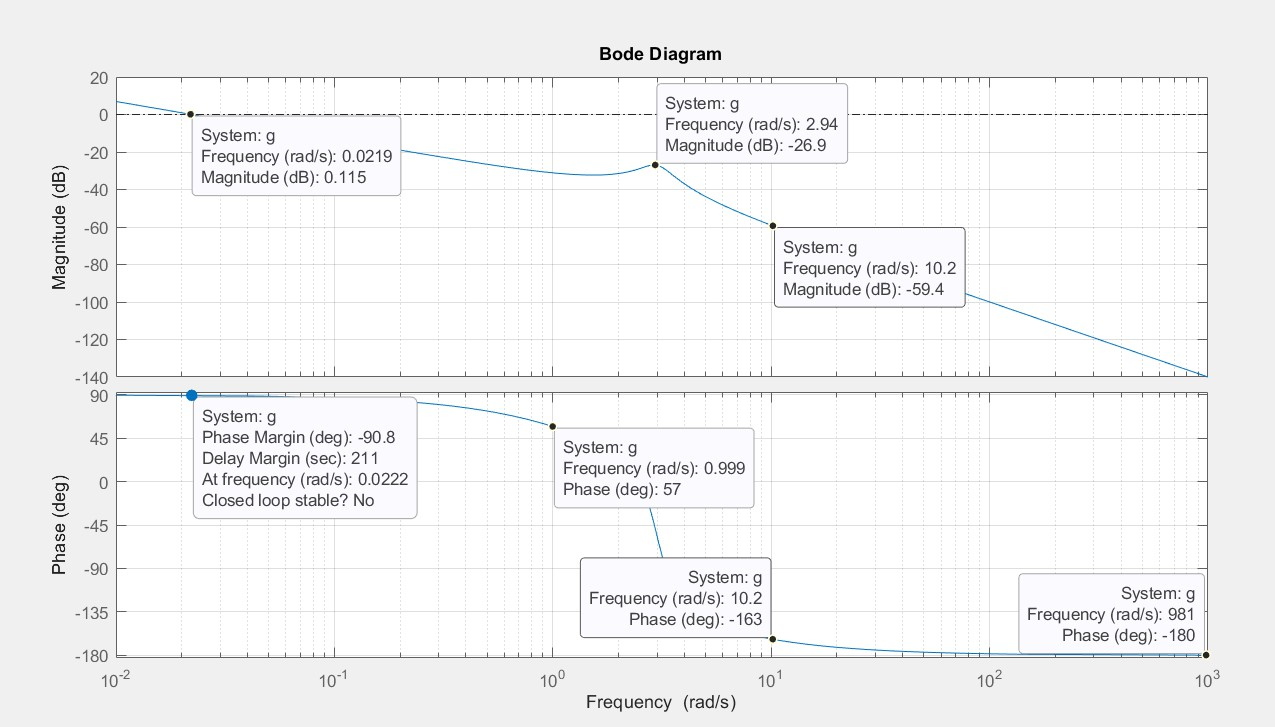 Bode Diagram
Magnitude (dB)
20
0
-20
-40
-60
-80
-100
-120
-140
System: g
Frequency (rad/s): 0.0219
Magnitude (dB): 0.115
System: g
Frequency (rad/s): 2.94
Magnitude (dB): -26.9
System: g
Frequency (rad/s): 10.2
Magnitude (dB): -59.4
Phase (deg)
90
45
0
-45
-90
-135
-180
System: g
Phase Margin (deg): -90.8
Delay Margin (sec): 211
At frequency (rad/s): 0.0222
Closed loop stable? No
System: g
Frequency (rad/s): 0.999
Phase (deg): 57
System: g
Frequency (rad/s): 10.2
Phase (deg): -163
System: g
Frequency (rad/s): 981
Phase (deg): -180
10⁻² 10⁻¹ 10⁰ 10¹ 10² 10³
Frequency (rad/s)